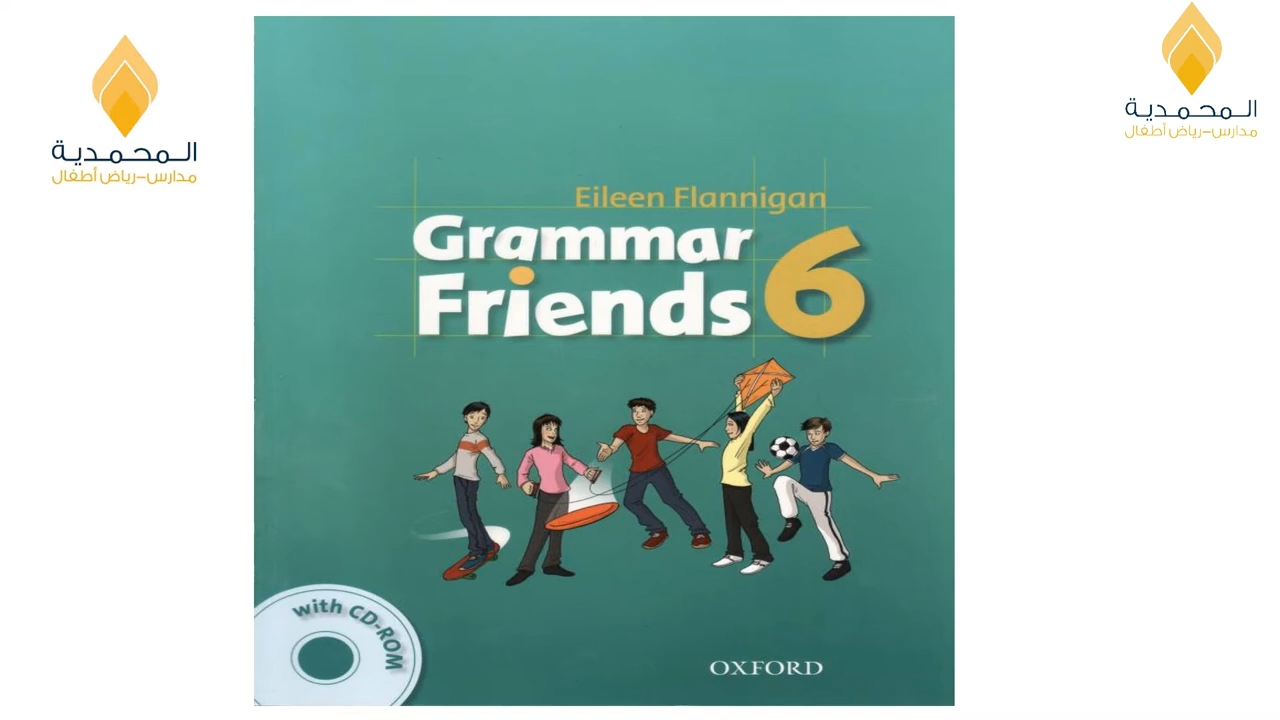 المحمدية
مدارس-رياض أطفال
المحمدية
مدارس-رياض أطفال
Eileen Flannigan
Grammar
Friends 6
with CD-ROM
OXFORD